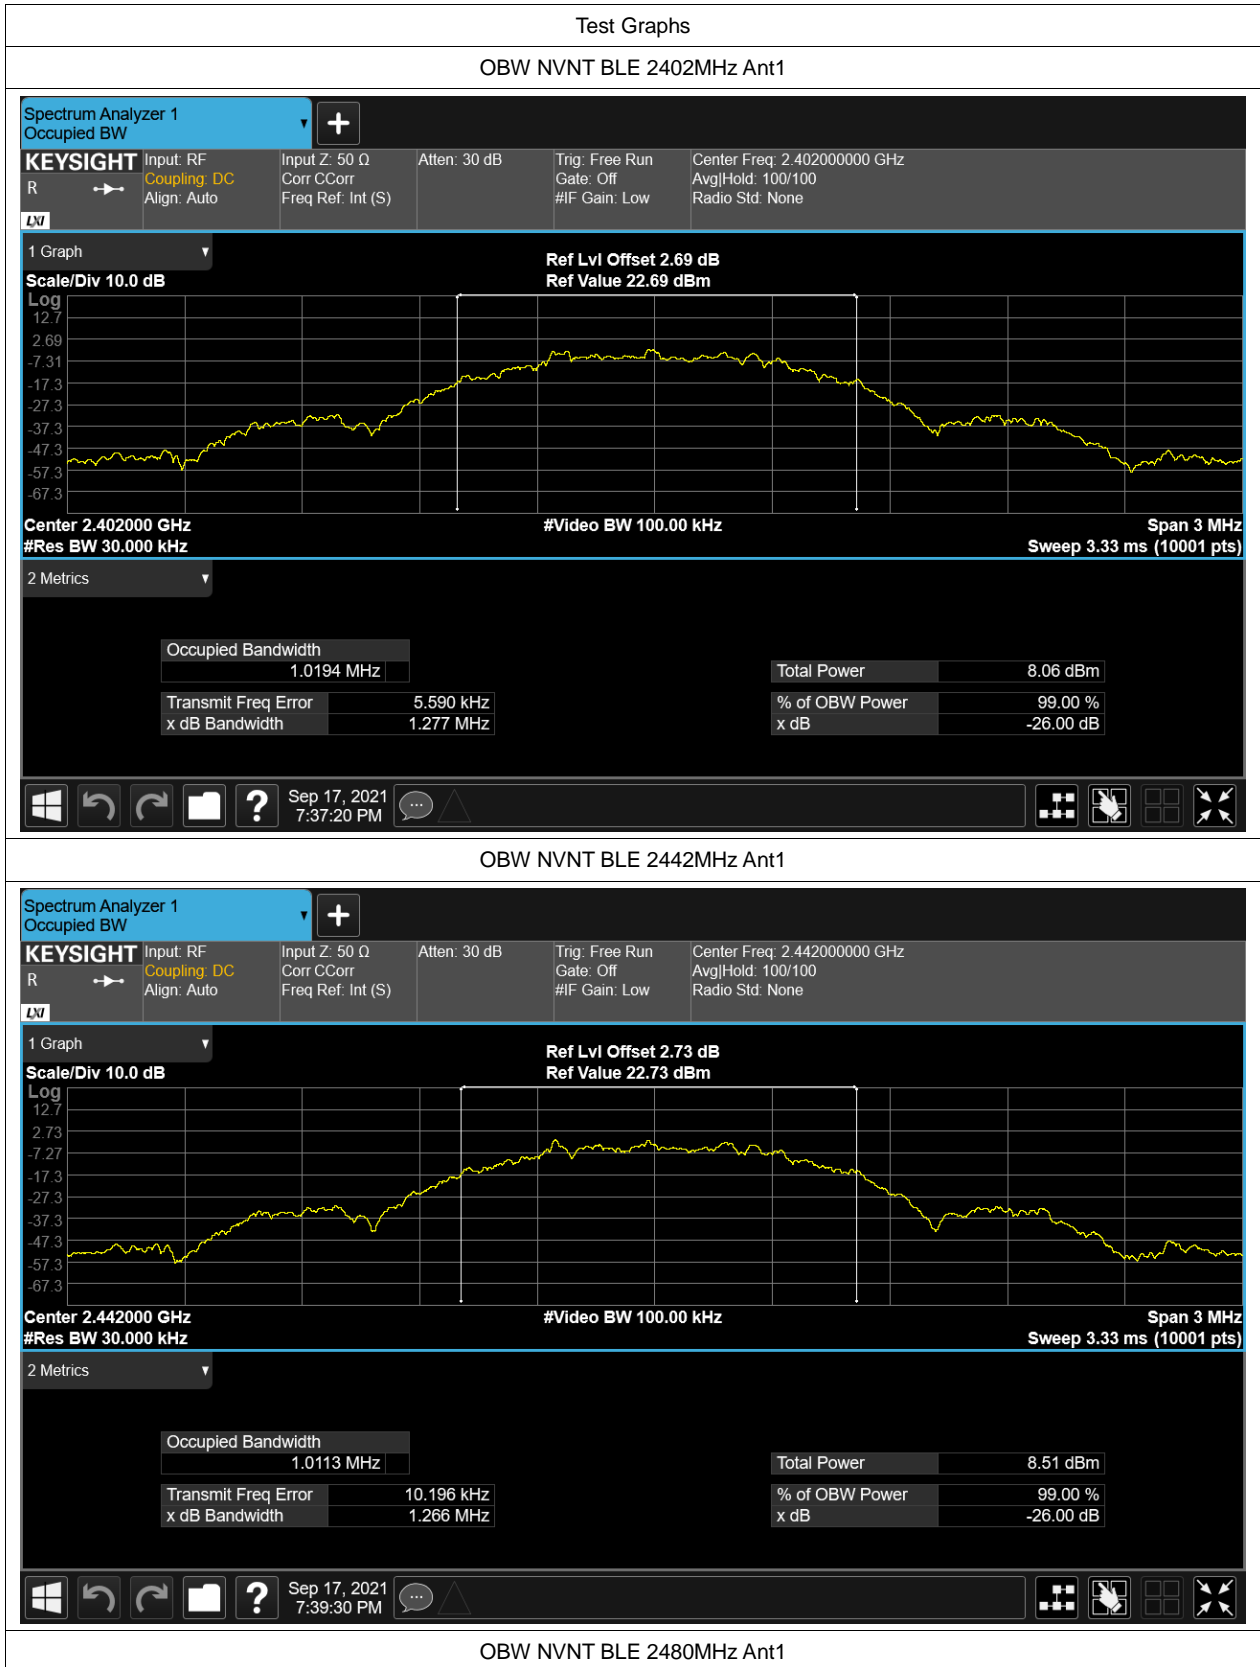 Test Graphs
OBW NVNT BLE 2402MHz Ant1
Spectrum Analyzer 1
Occupied BW
KEYSIGHT
R
LXI
Input: RF
Coupling: DC
Align: Auto
Input Z: 50 Ω
Corr CCorr
Freq Ref: Int (S)
Atten: 30 dB
Trig: Free Run
Gate: Off
#IF Gain: Low
Center Freq: 2.402000000 GHz
Avg|Hold: 100/100
Radio Std: None
1 Graph
Scale/Div 10.0 dB
Ref Lvl Offset 2.69 dB
Ref Value 22.69 dBm
Log
12.7
2.69
-7.31
-17.3
-27.3
-37.3
-47.3
-57.3
-67.3
Center 2.402000 GHz
#Res BW 30.000 kHz
#Video BW 100.00 kHz
Span 3 MHz
Sweep 3.33 ms (10001 pts)
2 Metrics
Occupied Bandwidth
1.0194 MHz
Transmit Freq Error 5.590 kHz
x dB Bandwidth 1.277 MHz
Total Power 8.06 dBm
% of OBW Power 99.00 %
x dB -26.00 dB
Sep 17, 2021
7:37:20 PM
OBW NVNT BLE 2442MHz Ant1
Spectrum Analyzer 1
Occupied BW
KEYSIGHT
R
LXI
Input: RF
Coupling: DC
Align: Auto
Input Z: 50 Ω
Corr CCorr
Freq Ref: Int (S)
Atten: 30 dB
Trig: Free Run
Gate: Off
#IF Gain: Low
Center Freq: 2.442000000 GHz
Avg|Hold: 100/100
Radio Std: None
1 Graph
Scale/Div 10.0 dB
Ref Lvl Offset 2.73 dB
Ref Value 22.73 dBm
Log
12.7
2.73
-7.27
-17.3
-27.3
-37.3
-47.3
-57.3
-67.3
Center 2.442000 GHz
#Res BW 30.000 kHz
#Video BW 100.00 kHz
Span 3 MHz
Sweep 3.33 ms (10001 pts)
2 Metrics
Occupied Bandwidth
1.0113 MHz
Transmit Freq Error 10.196 kHz
x dB Bandwidth 1.266 MHz
Total Power 8.51 dBm
% of OBW Power 99.00 %
x dB -26.00 dB
Sep 17, 2021
7:39:30 PM
OBW NVNT BLE 2480MHz Ant1